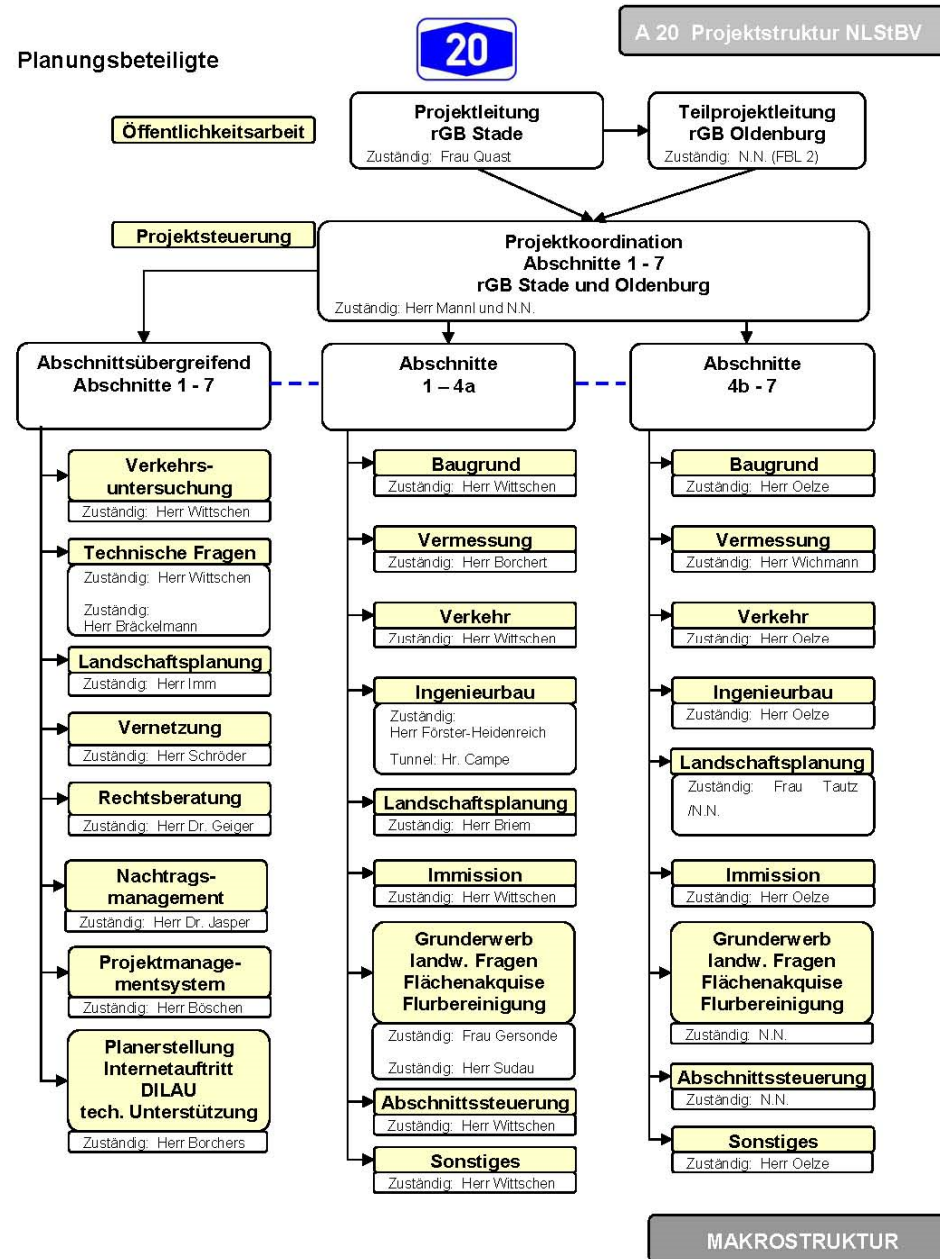 A 20 Projektstruktur NLStBV
20
Planungsbeteiligte
Öffentlichkeitsarbeit
Projektleitung
rGB Stade
Zuständig: Frau Quast
Teilprojektleitung
rGB Oldenburg
Zuständig: N.N. (FBL 2)
Projektsteuerung
Projektkoordination
Abschnitte 1 - 7
rGB Stade und Oldenburg
Zuständig: Herr Mannl und N.N.
Abschnittsübergreifend
Abschnitte 1 - 7
Verkehrs-
untersuchung
Zuständig: Herr Wittschen
Technische Fragen
Zuständig: Herr Wittschen
Zuständig:
Herr Bräckelmann
Landschaftsplanung
Zuständig: Herr Imm
Vernetzung
Zuständig: Herr Schröder
Rechtsberatung
Zuständig: Herr Dr. Geiger
Nachtrags-
management
Zuständig: Herr Dr. Jasper
Projektmanage-
mentsystem
Zuständig: Herr Böschen
Planerstellung
Internetauftritt
DILAU
tech. Unterstützung
Zuständig: Herr Borchers
Abschnitte
1 – 4a
Baugrund
Zuständig: Herr Wittschen
Vermessung
Zuständig: Herr Borchert
Verkehr
Zuständig: Herr Wittschen
Ingenieurbau
Zuständig:
Herr Förster-Heidenreich
Tunnel: Hr. Campe
Landschaftsplanung
Zuständig: Herr Briem
Immission
Zuständig: Herr Wittschen
Grunderwerb
landw. Fragen
Flächenakquise
Flurbereinigung
Zuständig: Frau Gersonde
Zuständig: Herr Sudau
Abschnittssteuerung
Zuständig: Herr Wittschen
Sonstiges
Zuständig: Herr Wittschen
Abschnitte
4b - 7
Baugrund
Zuständig: Herr Oelze
Vermessung
Zuständig: Herr Wichmann
Verkehr
Zuständig: Herr Oelze
Ingenieurbau
Zuständig: Herr Oelze
Landschaftsplanung
Zuständig: Frau Tautz
/N.N.
Immission
Zuständig: Herr Oelze
Grunderwerb
landw. Fragen
Flächenakquise
Flurbereinigung
Zuständig: N.N.
Abschnittssteuerung
Zuständig: N.N.
Sonstiges
Zuständig: Herr Oelze
MAKROSTRUKTUR